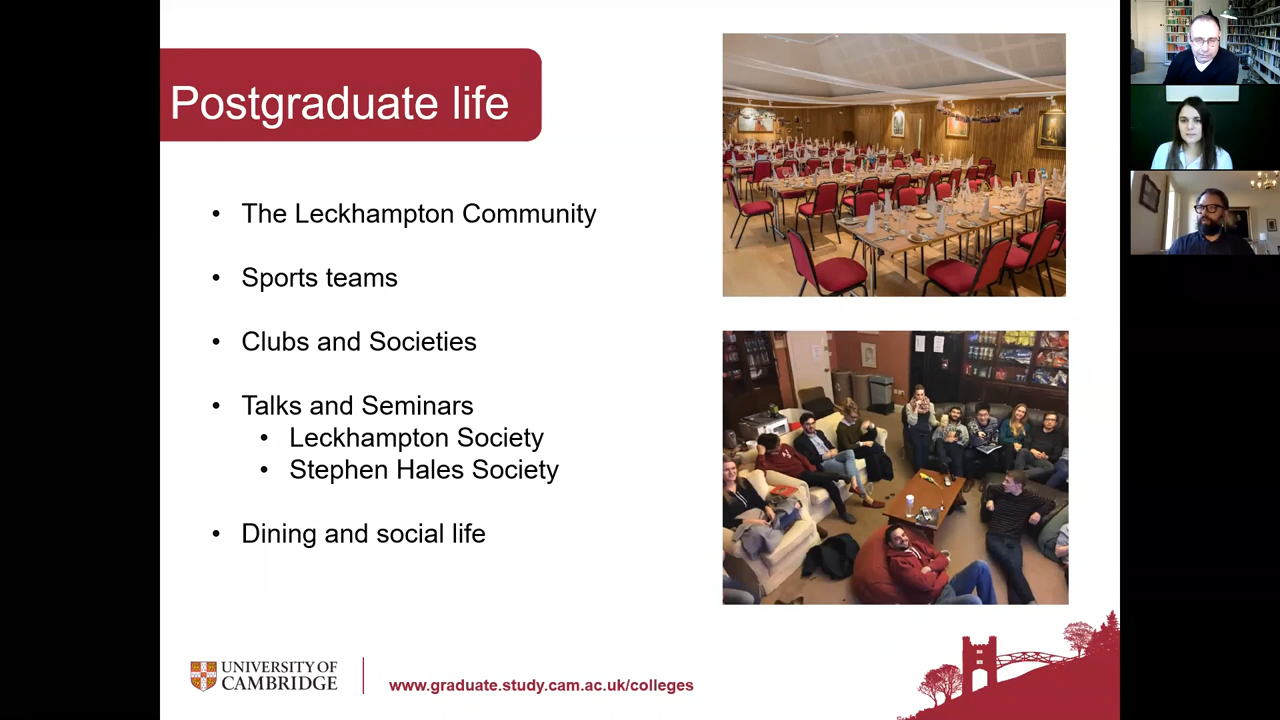 Postgraduate life
• The Leckhampton Community
• Sports teams
• Clubs and Societies
• Talks and Seminars
• Leckhampton Society
• Stephen Hales Society
• Dining and social life
UNIVERSITY OF
CAMBRIDGE
www.graduate.study.cam.ac.uk/colleges